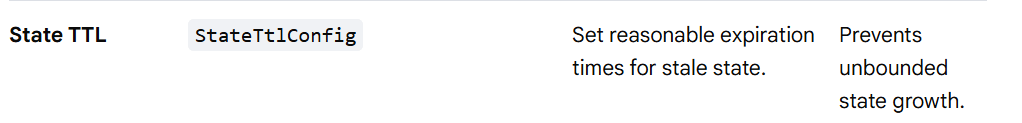 State TTL StateTtlConfig Set reasonable expiration Prevents
times for stale state. unbounded
state growth.